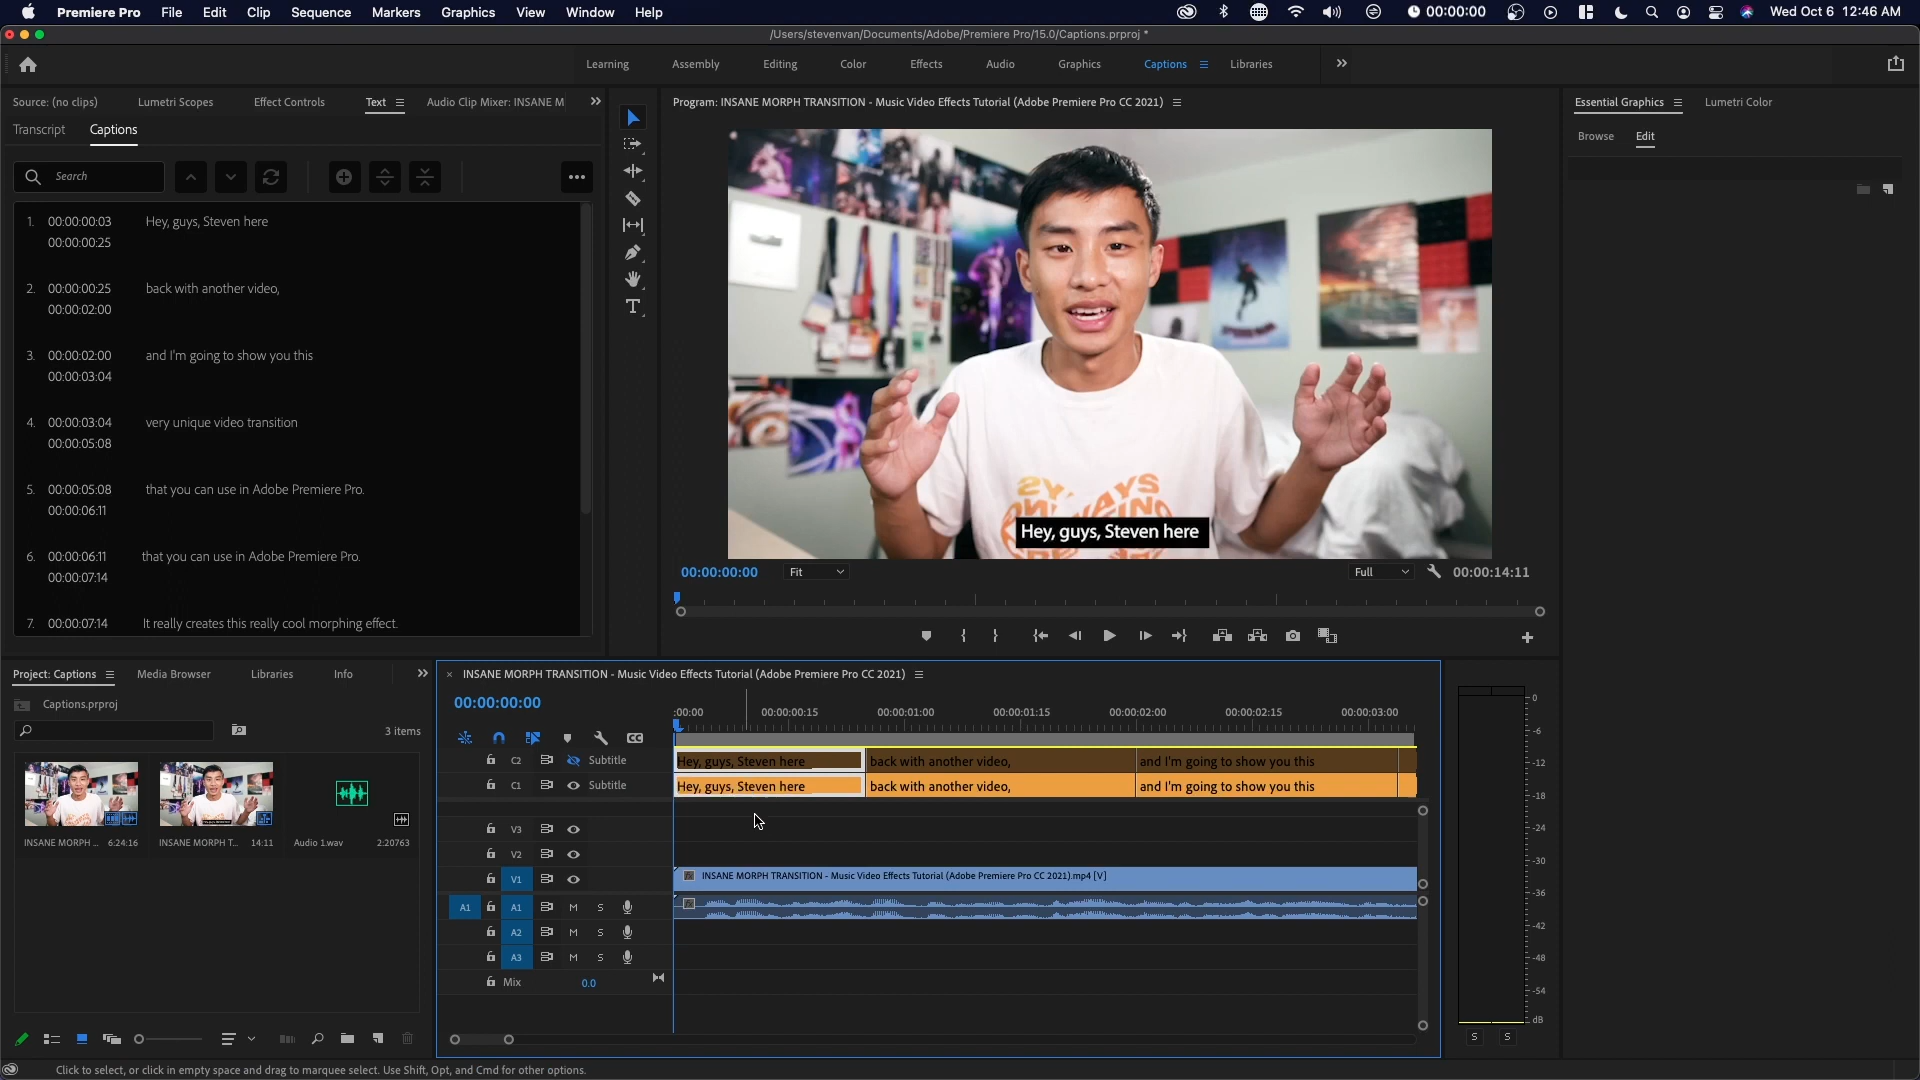 Premiere Pro File Edit Clip Sequence Markers Graphics View Window Help 00:00:00:00 Wed Oct 6 12:46 AM
/Users/stevenvan/Documents/Adobe/Premiere Pro/15.0/Captions.prproj *
Learning Assembly Editing Color Effects Audio Graphics Captions Libraries
Source: (no clips) Lumetri Scopes Effect Controls Text Audio Clip Mixer: INSANE M
Transcript Captions
Search
1. 00:00:00:03 Hey, guys, Steven here
00:00:00:25
2. 00:00:00:25 back with another video,
00:00:02:00
3. 00:00:02:00 and I'm going to show you this
00:00:03:04
4. 00:00:03:04 very unique video transition
00:00:05:08
5. 00:00:05:08 that you can use in Adobe Premiere Pro.
00:00:06:11
6. 00:00:06:11 that you can use in Adobe Premiere Pro.
00:00:07:14
7. 00:00:07:14 It really creates this really cool morphing effect.
Program: INSANE MORPH TRANSITION - Music Video Effects Tutorial (Adobe Premiere Pro CC 2021)
Hey, guys, Steven here
00:00:00:00 Fit Full 00:00:14:11
Essential Graphics Lumetri Color
Browse Edit
Project: Captions Media Browser Libraries Info
Captions.prproj
3 items
INSANE MORPH ... 6:24:16 INSANE MORPH T... 14:11 Audio 1.wav 2:20763
INSANE MORPH TRANSITION - Music Video Effects Tutorial (Adobe Premiere Pro CC 2021)
00:00:00:00
:00:00 00:00:00:15 00:00:01:00 00:00:01:15 00:00:02:00 00:00:02:15 00:00:03:00
CC
C2 Subtitle Hey, guys, Steven here back with another video, and I'm going to show you this
C1 Subtitle Hey, guys, Steven here back with another video, and I'm going to show you this
V3
V2
V1 INSANE MORPH TRANSITION - Music Video Effects Tutorial (Adobe Premiere Pro CC 2021).mp4 [V]
A1 A1 M S
A2 M S
A3 M S
Mix 0.0
0
-6
-12
-18
-24
-30
-36
-42
-48
-54
dB
S S
Click to select, or click in empty space and drag to marquee select. Use Shift, Opt, and Cmd for other options.